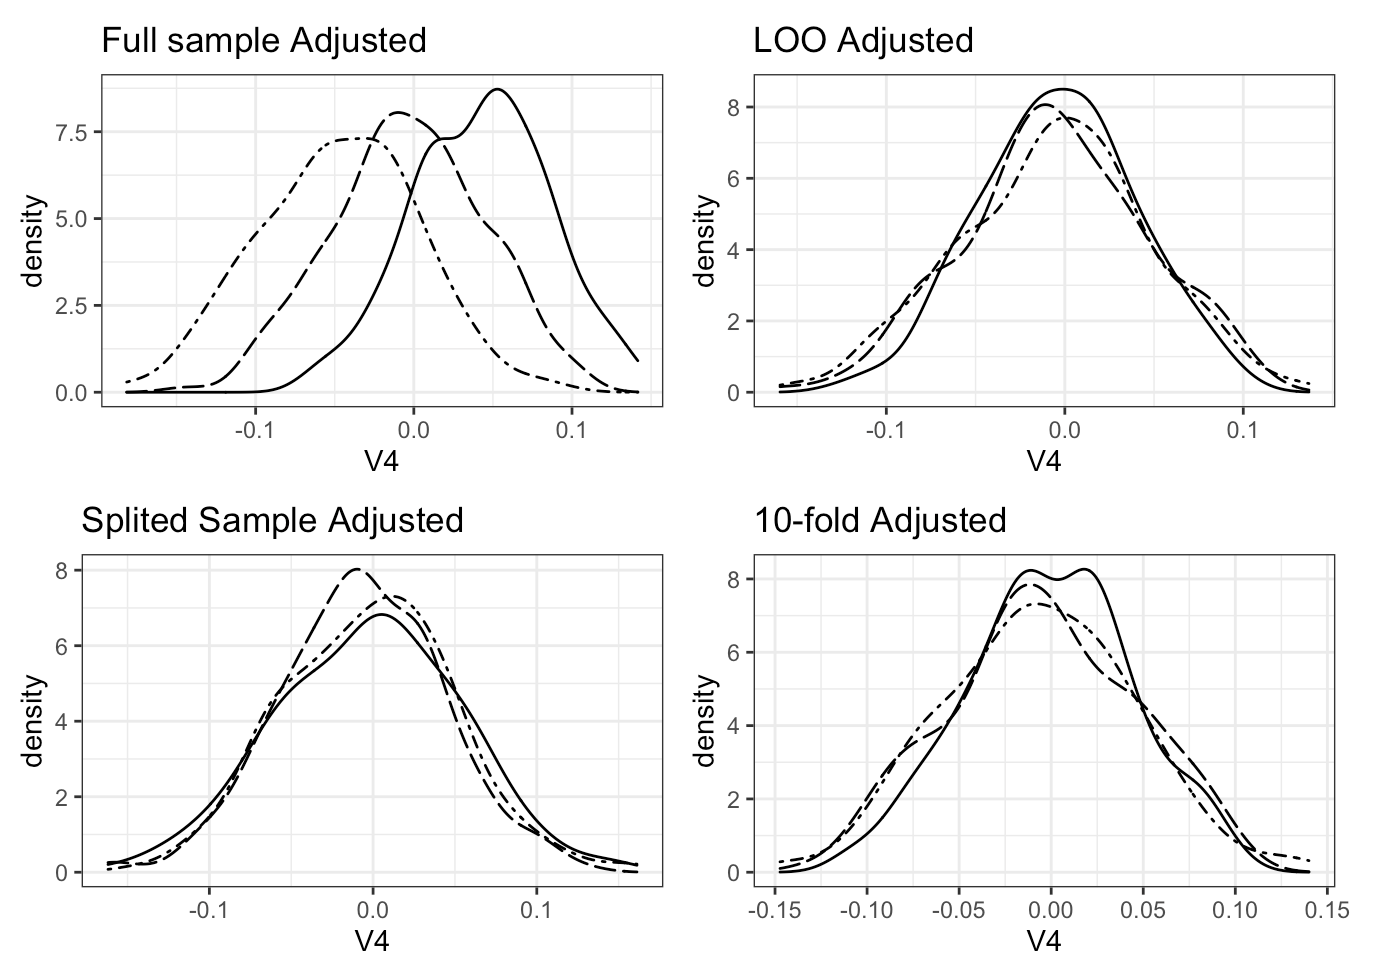 Full sample Adjusted
density
7.5
5.0
2.5
0.0
-0.1 0.0 0.1
V4
LOO Adjusted
density
8
6
4
2
0
-0.1 0.0 0.1
V4
Splited Sample Adjusted
density
8
6
4
2
0
-0.1 0.0 0.1
V4
10-fold Adjusted
density
8
6
4
2
0
-0.15 -0.10 -0.05 0.00 0.05 0.10 0.15
V4